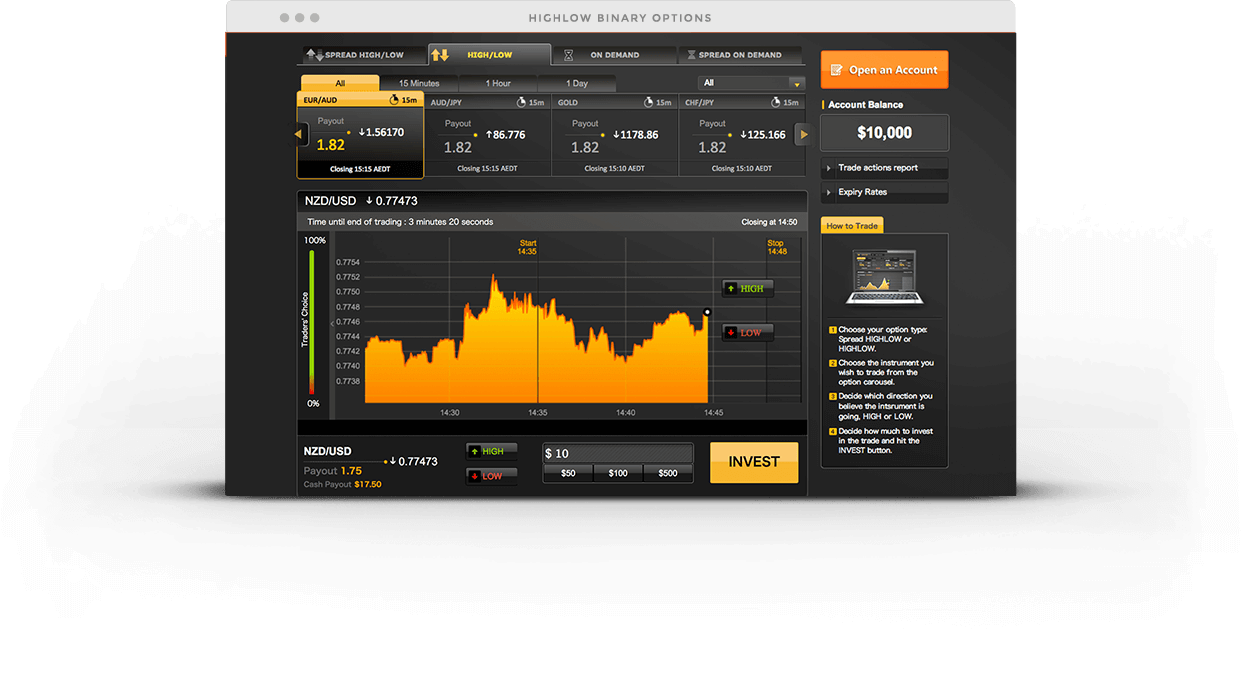 HIGHLOW BINARY OPTIONS
SPREAD HIGH/LOW
HIGH/LOW
ON DEMAND
SPREAD ON DEMAND
All
15 Minutes
1 Hour
1 Day
All
EUR/AUD
15m
Payout
1.82
1.56170
Closing 15:15 AEDT
AUD/JPY
15m
Payout
1.82
86.776
Closing 15:15 AEDT
GOLD
15m
Payout
1.82
1178.86
Closing 15:10 AEDT
CHF/JPY
15m
Payout
1.82
125.166
Closing 15:10 AEDT
NZD/USD ↓ 0.77473
Time until end of trading : 3 minutes 20 seconds
Closing at 14:50
100%
Traders' Choice
0%
Start
14:35
Stop
14:48
0.7754
0.7752
0.7750
0.7748
0.7746
0.7744
0.7742
0.7740
0.7738
HIGH
LOW
14:30
14:35
14:40
14:45
NZD/USD
↓ 0.77473
Payout 1.75
Cash Payout $17.50
HIGH
LOW
$ 10
$50
$100
$500
INVEST
Open an Account
Account Balance
$10,000
Trade actions report
Expiry Rates
How to Trade
1 Choose your option type:
Spread HIGHLOW or
HIGHLOW.
2 Choose the instrument you
wish to trade from the
option carousel.
3 Decide which direction you
believe the intsrument is
going, HIGH or LOW.
4 Decide how much to invest
in the trade and hit the
INVEST button.